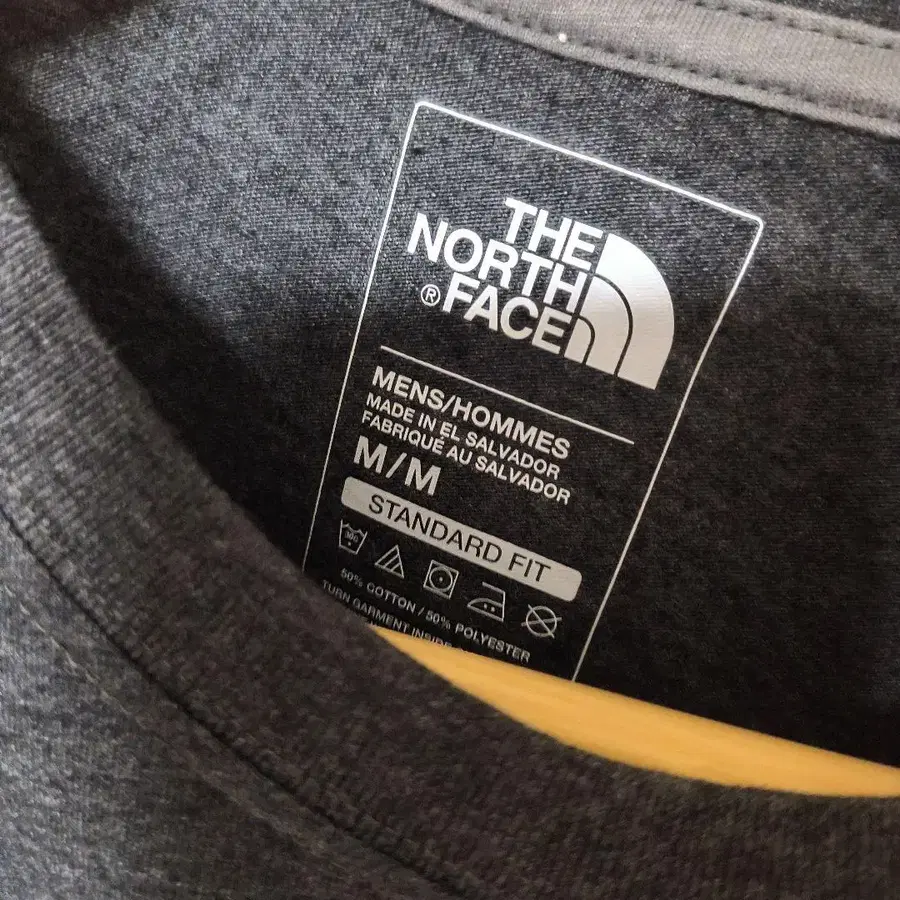 THE
NORTH
FACE®
MENS/HOMMES
MADE IN EL SALVADOR
FABRIQUÉ AU SALVADOR
M/M
STANDARD FIT
30C
50% COTTON / 50% POLYESTER
TURN GARMENT INSIDE